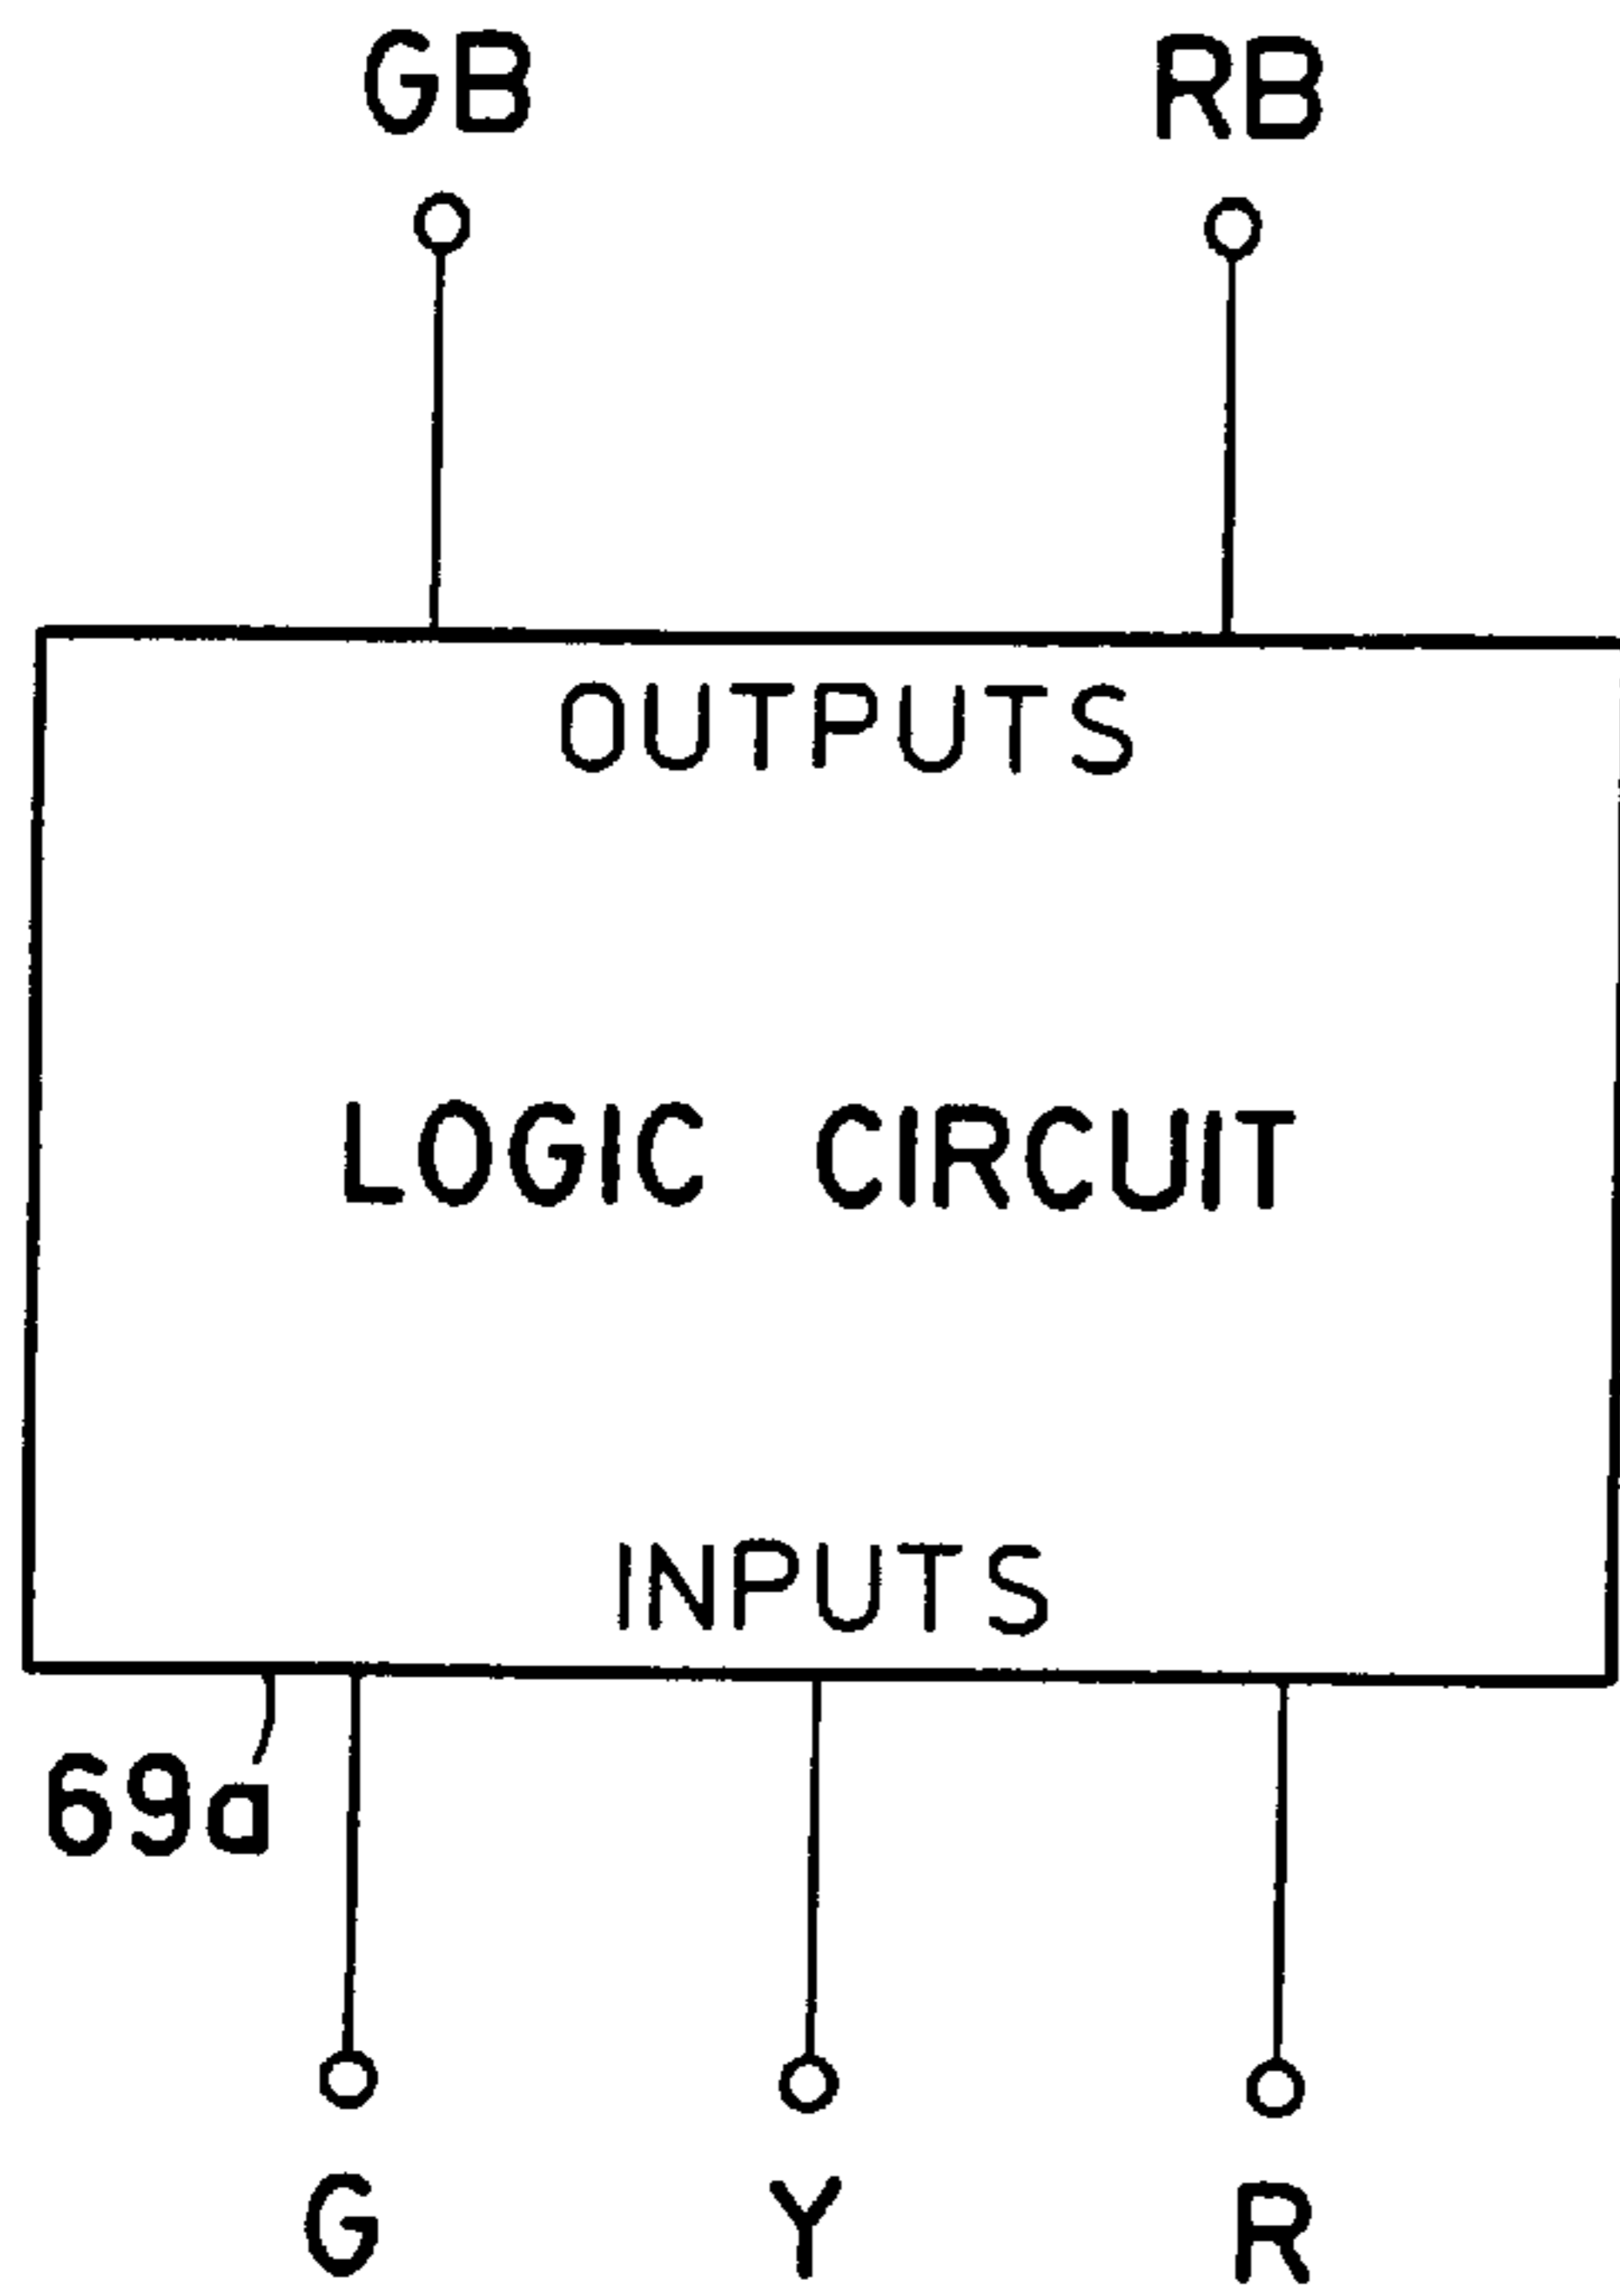 GB RB
OUTPUTS
LOGIC CIRCUIT
INPUTS
69a
G Y R